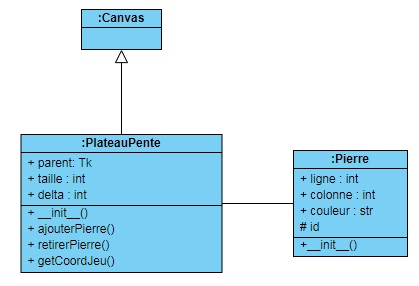 :Canvas
:PlateauPente
+ parent: Tk
+ taille : int
+ delta : int
+ __init__()
+ ajouterPierre()
+ retirerPierre()
+ getCoordJeu()
:Pierre
+ ligne : int
+ colonne : int
+ couleur : str
# id
+__init__()